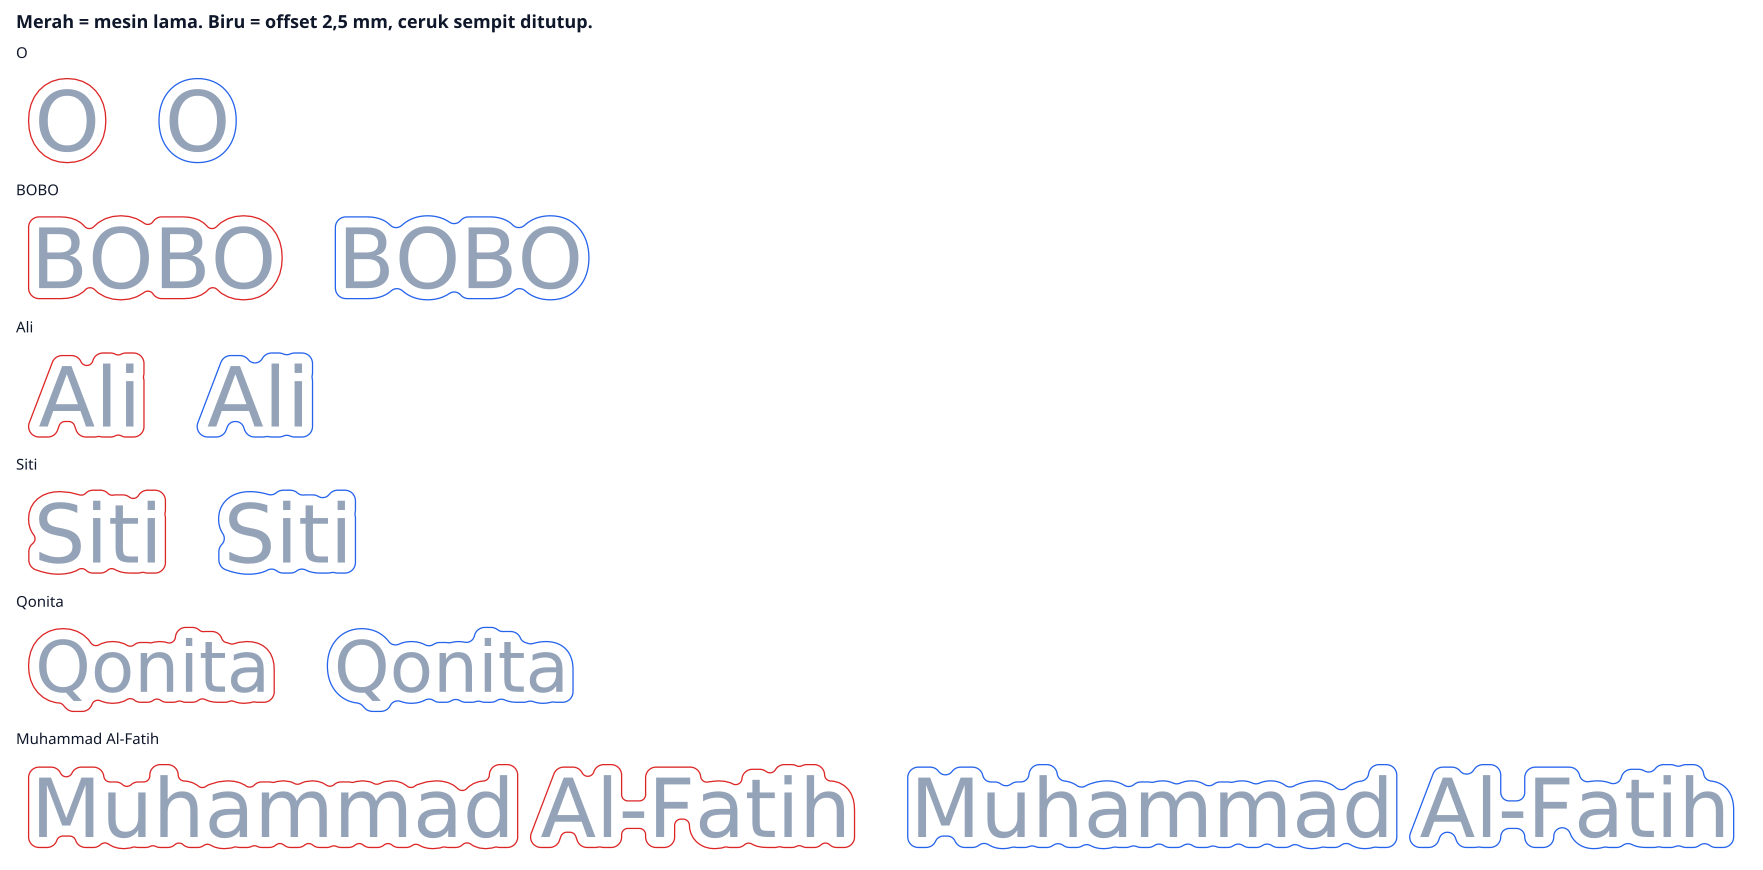 Merah = mesin lama. Biru = offset 2,5 mm, ceruk sempit ditutup.
O
O O
BOBO
BOBO BOBO
Ali
Ali Ali
Siti
Siti Siti
Qonita
Qonita Qonita
Muhammad Al-Fatih
Muhammad Al-Fatih Muhammad Al-Fatih